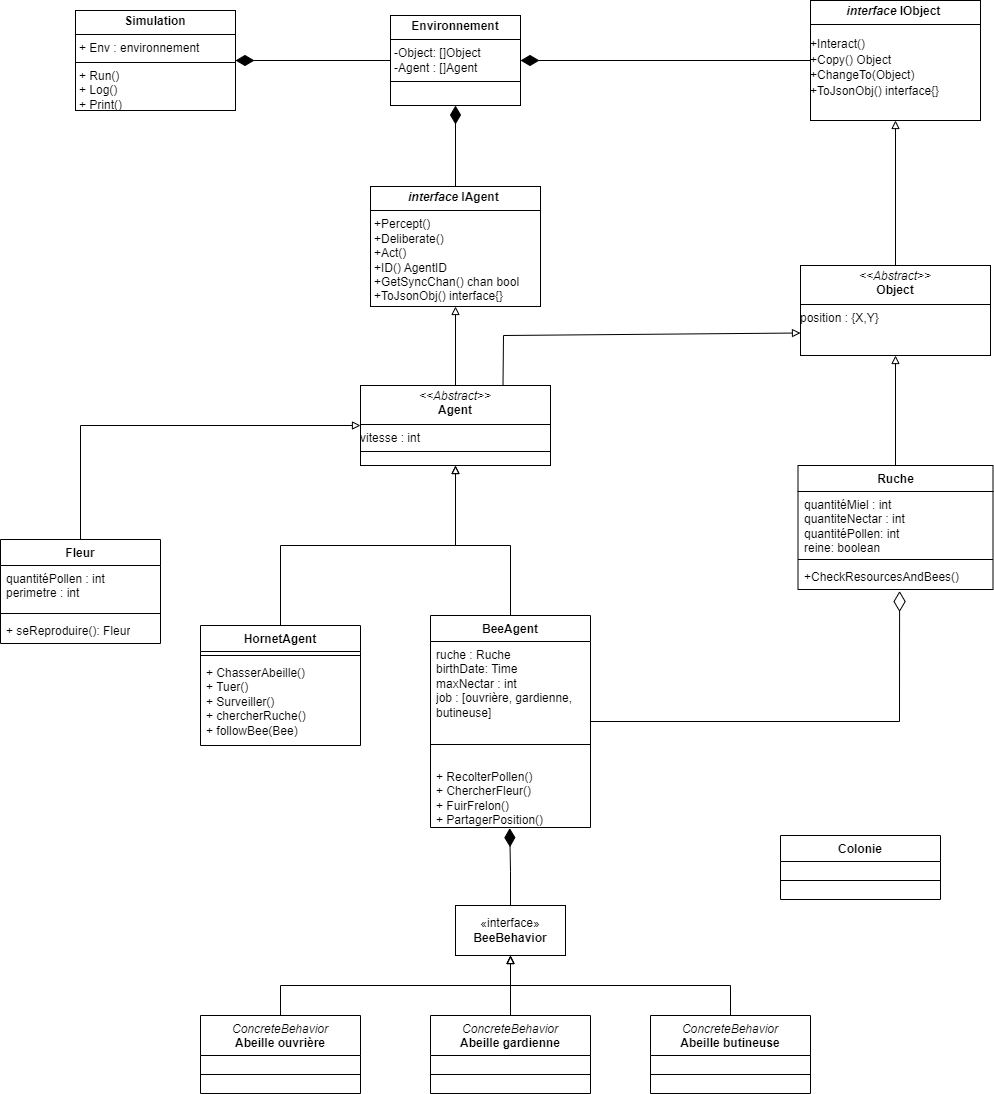 Simulation
+ Env : environnement
+ Run()
+ Log()
+ Print()
Environnement
-Object: []Object
-Agent : []Agent
interface IObject
+Interact()
+Copy() Object
+ChangeTo(Object)
+ToJsonObj() interface{}
interface IAgent
+Percept()
+Deliberate()
+Act()
+ID() AgentID
+GetSyncChan() chan bool
+ToJsonObj() interface{}
<<Abstract>>
Object
position : {X,Y}
<<Abstract>>
Agent
vitesse : int
Ruche
quantitéMiel : int
quantiteNectar : int
quantitéPollen: int
reine: boolean
+CheckResourcesAndBees()
Fleur
quantitéPollen : int
perimetre : int
+ seReproduire(): Fleur
HornetAgent
+ ChasserAbeille()
+ Tuer()
+ Surveiller()
+ chercherRuche()
+ followBee(Bee)
BeeAgent
ruche : Ruche
birthDate: Time
maxNectar : int
job : [ouvrière, gardienne,
butineuse]
+ RecolterPollen()
+ ChercherFleur()
+ FuirFrelon()
+ PartagerPosition()
Colonie
«interface»
BeeBehavior
ConcreteBehavior
Abeille ouvrière
ConcreteBehavior
Abeille gardienne
ConcreteBehavior
Abeille butineuse